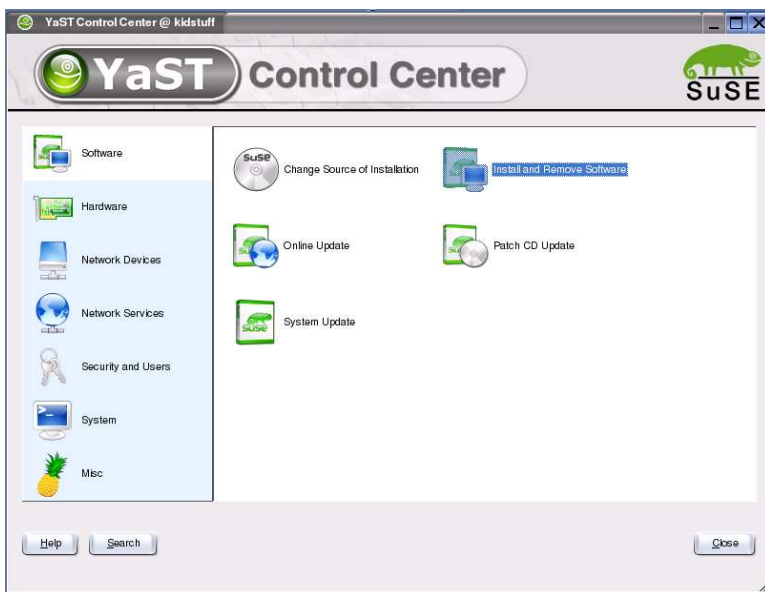 YaST Control Center @ kidstuff
YaST Control Center
SuSE
Software
Hardware
Network Devices
Network Services
Security and Users
System
Misc
SuSE
Change Source of Installation
Install and Remove Software
Online Update
Patch CD Update
SuSE
System Update
Help
Search
Close